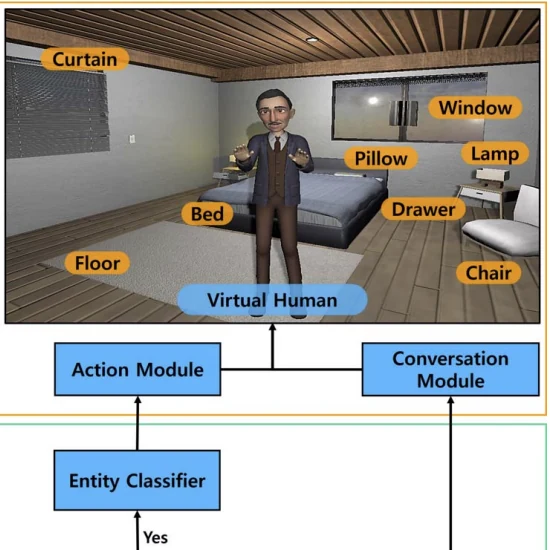 Curtain
Window
Pillow
Lamp
Bed
Drawer
Floor
Chair
Virtual Human
Action Module
Conversation
Module
Entity Classifier
Yes